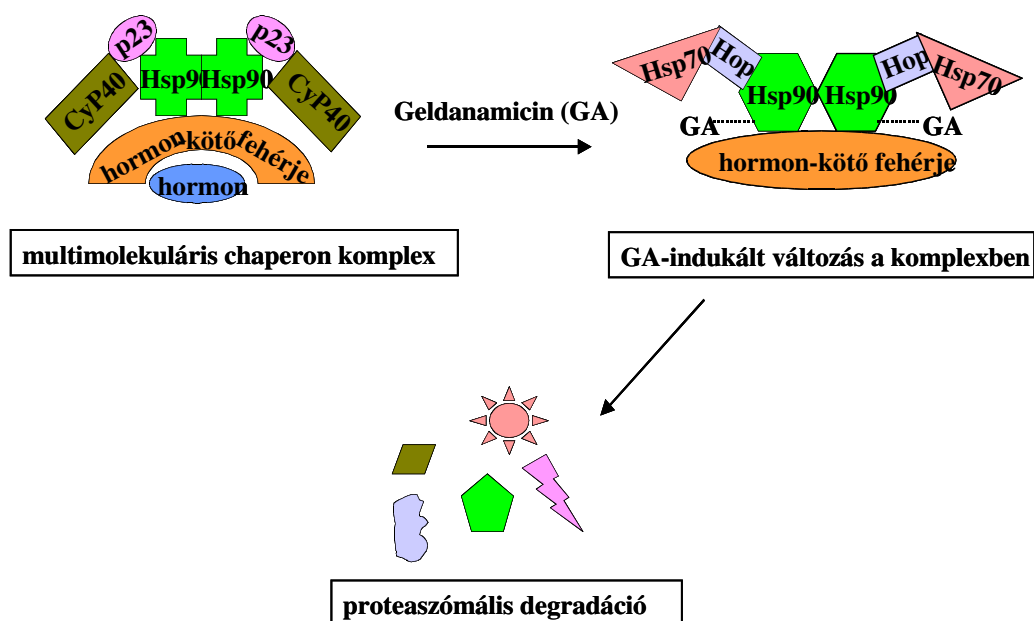 p23
p23
Hsp90
Hsp90
CyP40
CyP40
hormon-kötő fehérje
hormon
multimolekuláris chaperon komplex
Geldanamicin (GA)
Hsp70
Hop
Hop
Hsp70
Hsp90
Hsp90
GA
GA
hormon-kötő fehérje
GA-indukált változás a komplexben
proteaszómális degradáció